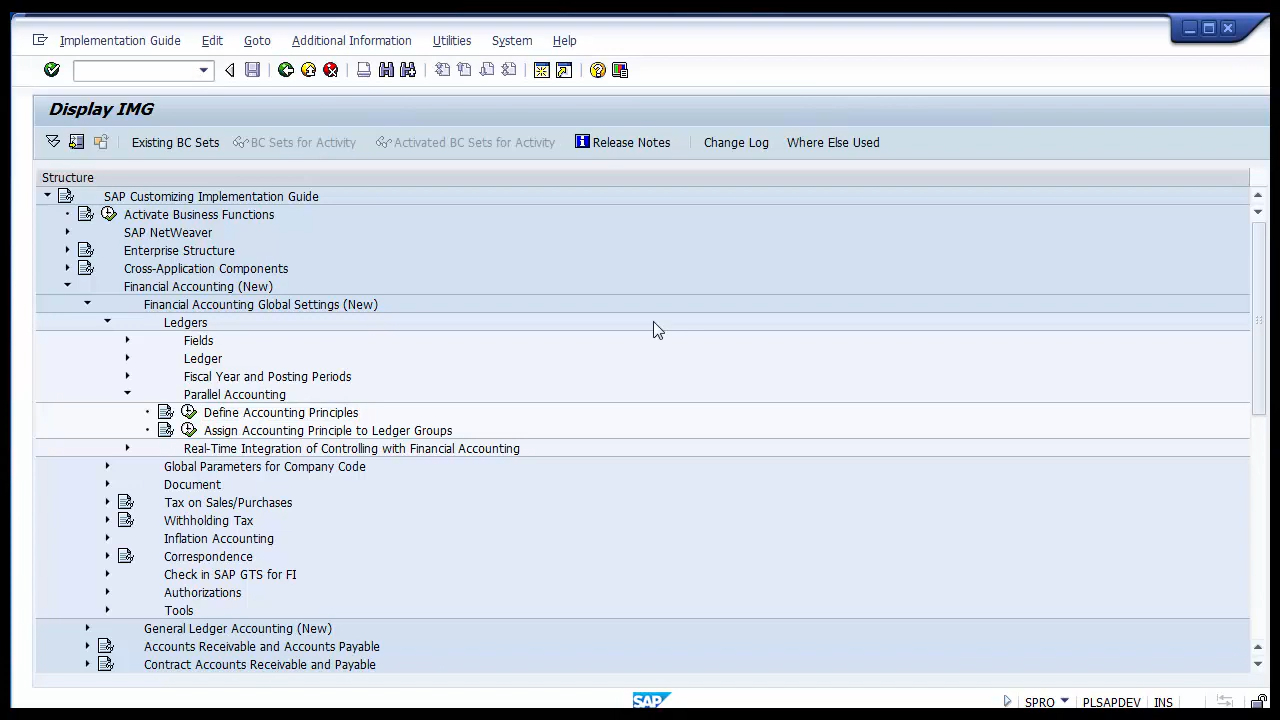 Implementation Guide Edit Goto Additional Information Utilities System Help
Display IMG
Existing BC Sets BC Sets for Activity Activated BC Sets for Activity Release Notes Change Log Where Else Used
Structure
SAP Customizing Implementation Guide
Activate Business Functions
SAP NetWeaver
Enterprise Structure
Cross-Application Components
Financial Accounting (New)
Financial Accounting Global Settings (New)
Ledgers
Fields
Ledger
Fiscal Year and Posting Periods
Parallel Accounting
Define Accounting Principles
Assign Accounting Principle to Ledger Groups
Real-Time Integration of Controlling with Financial Accounting
Global Parameters for Company Code
Document
Tax on Sales/Purchases
Withholding Tax
Inflation Accounting
Correspondence
Check in SAP GTS for FI
Authorizations
Tools
General Ledger Accounting (New)
Accounts Receivable and Accounts Payable
Contract Accounts Receivable and Payable
SAP SPRO PLSAPDEV INS